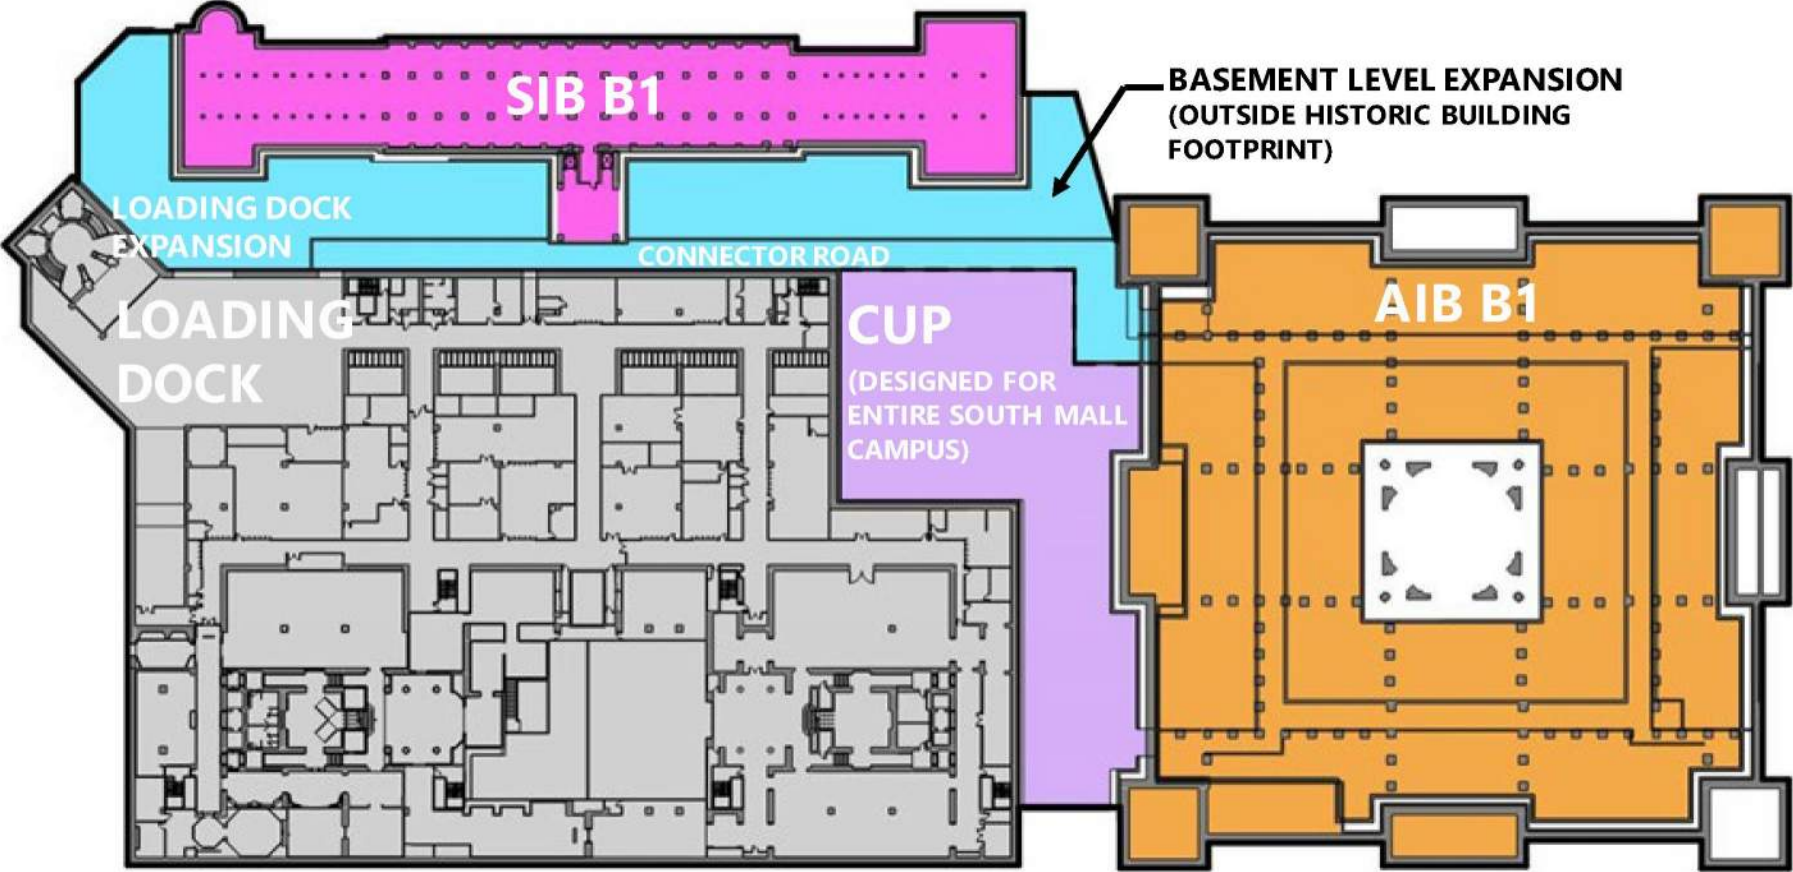 SIB B1
BASEMENT LEVEL EXPANSION
(OUTSIDE HISTORIC BUILDING
FOOTPRINT)
LOADING DOCK
EXPANSION
CONNECTOR ROAD
LOADING
DOCK
CUP
(DESIGNED FOR
ENTIRE SOUTH MALL
CAMPUS)
AIB B1